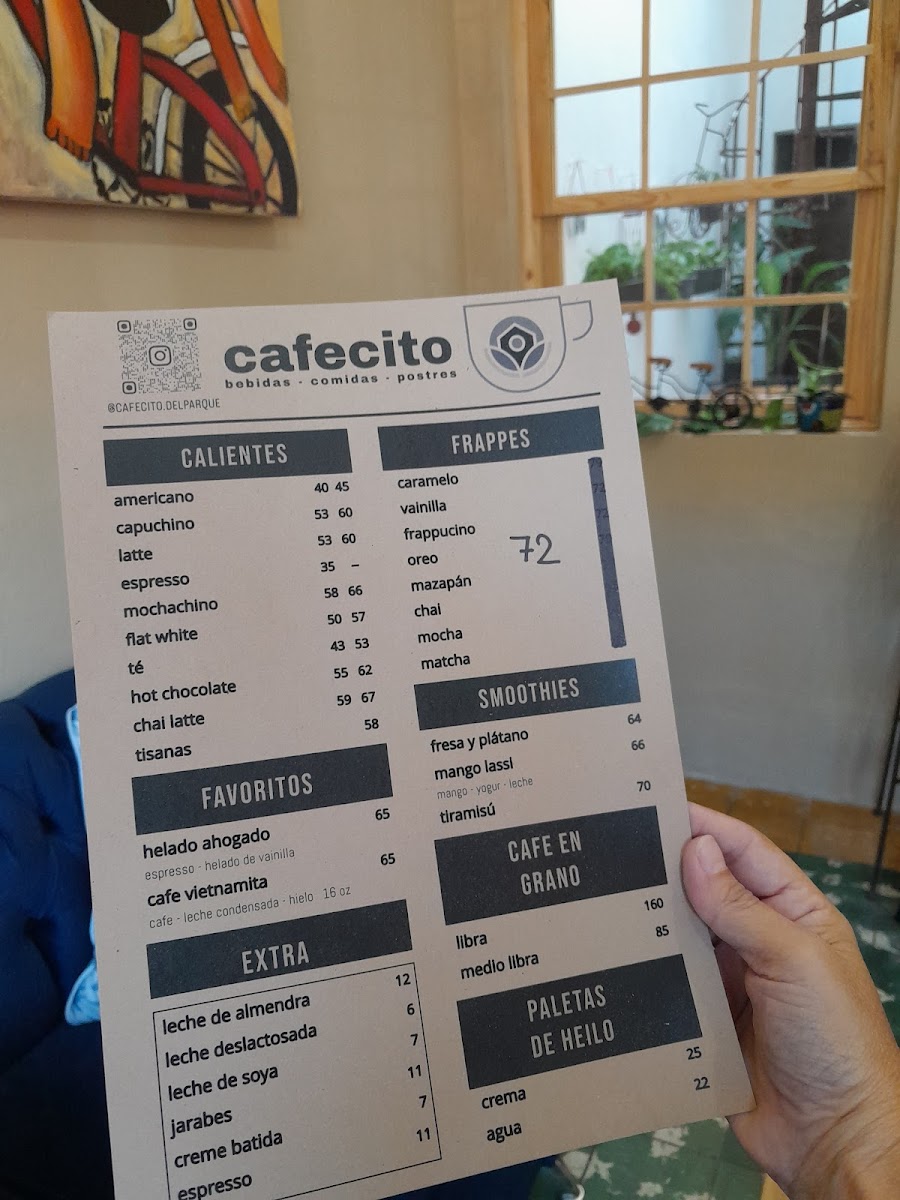 cafecito
bebidas - comidas - postres
@CAFECITO.DELPARQUE
CALIENTES
americano 40 45
capuchino 53 60
latte 53 60
espresso 35 –
mochachino 58 66
flat white 50 57
té 43 53
hot chocolate 55 62
chai latte 59 67
tisanas 58
FAVORITOS
helado ahogado 65
espresso - helado de vainilla
cafe vietnamita 65
cafe - leche condensada - hielo 16 oz
EXTRA
leche de almendra 12
leche deslactosada 6
leche de soya 7
jarabes 11
creme batida 7
espresso 11
FRAPPES
caramelo
vainilla
frappucino
oreo
mazapán
chai
mocha
matcha
72
SMOOTHIES
fresa y plátano 64
mango lassi 66
mango - yogur - leche
tiramisú 70
CAFE EN
GRANO
libra 160
medio libra 85
PALETAS
DE HEILO
crema 25
agua 22